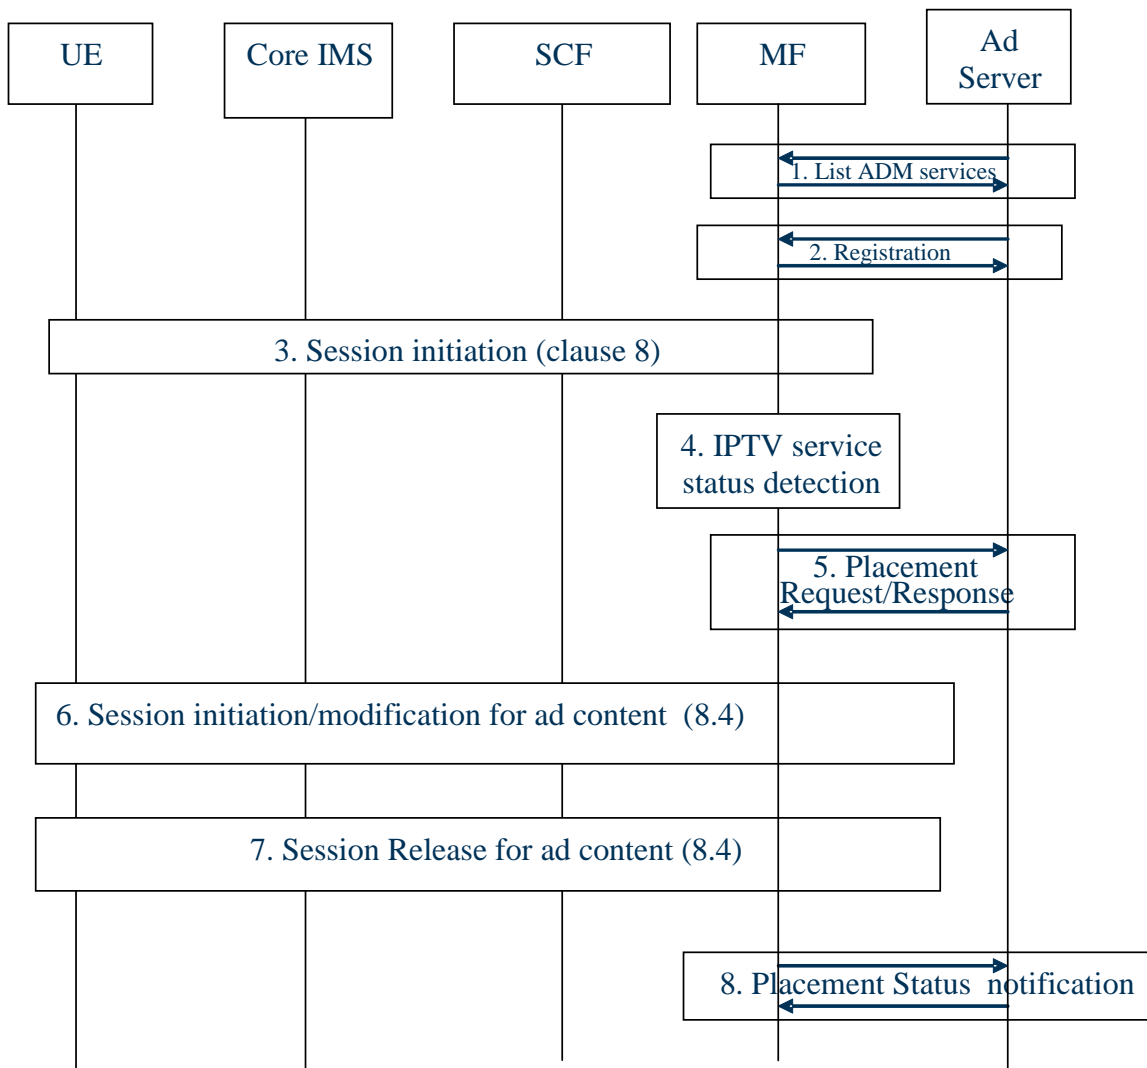 UE
Core IMS
SCF
MF
Ad
Server
1. List ADM services
2. Registration
3. Session initiation (clause 8)
4. IPTV service
status detection
5. Placement
Request/Response
6. Session initiation/modification for ad content  (8.4)
7. Session Release for ad content (8.4)
8. Placement Status  notification